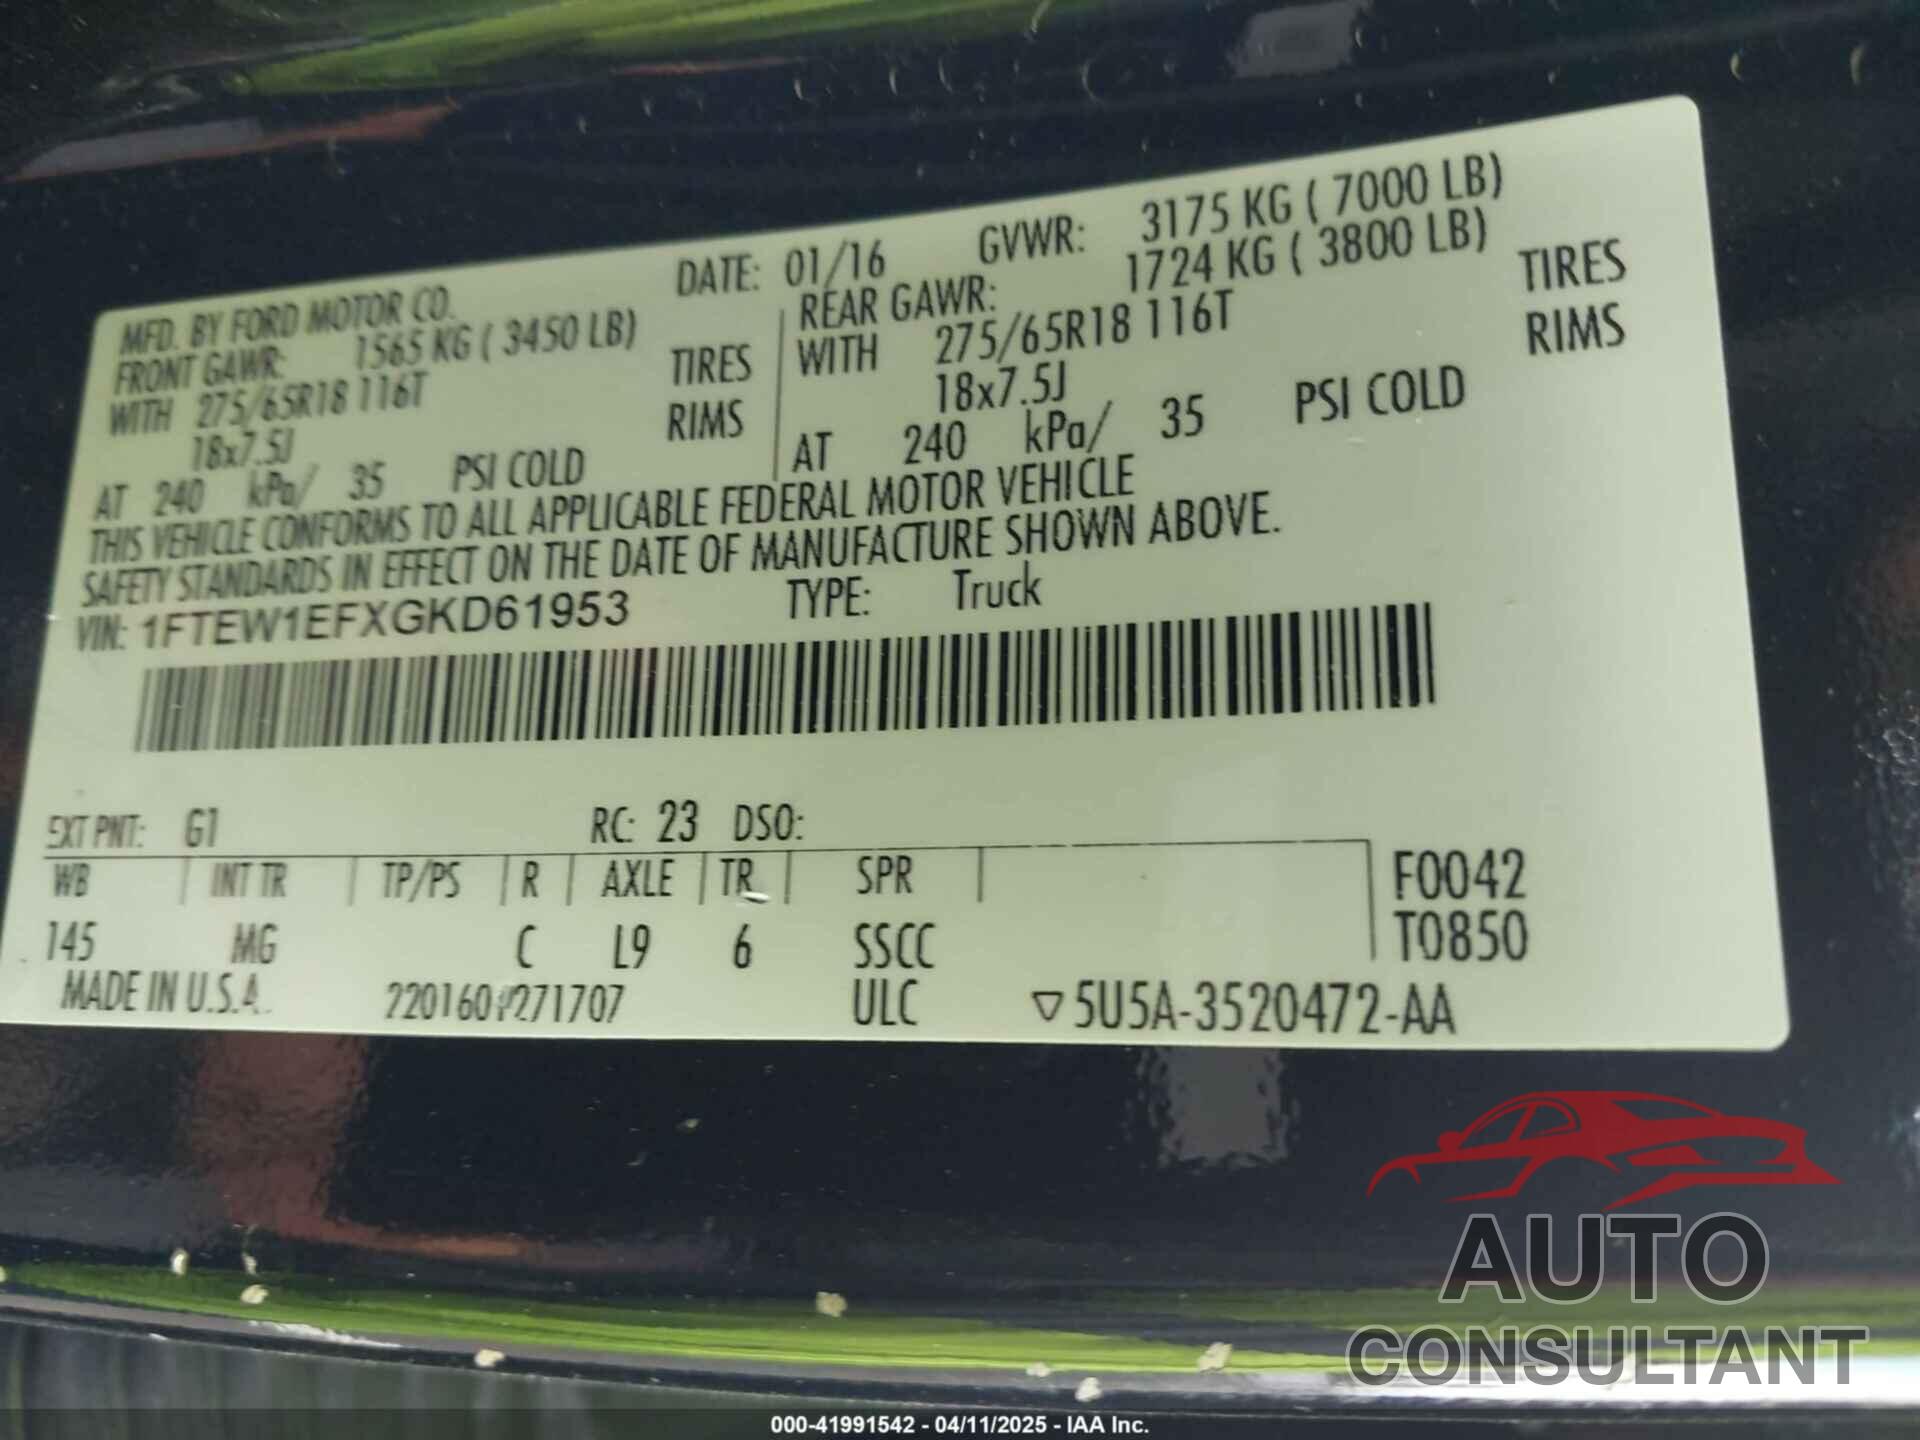 MFD. BY FORD MOTOR CO.
DATE: 01/16 GVWR: 3175 KG ( 7000 LB)
FRONT GAWR: 1565 KG ( 3450 LB)
WITH 275/65R18 116T TIRES
18x7.5J RIMS
AT 240 kPa/ 35 PSI COLD
REAR GAWR: 1724 KG ( 3800 LB)
WITH 275/65R18 116T TIRES
18x7.5J RIMS
AT 240 kPa/ 35 PSI COLD
THIS VEHICLE CONFORMS TO ALL APPLICABLE FEDERAL MOTOR VEHICLE
SAFETY STANDARDS IN EFFECT ON THE DATE OF MANUFACTURE SHOWN ABOVE.
VIN: 1FTEW1EFXGKD61953 TYPE: Truck
EXT PNT: G1 RC: 23 DSO:
WB INT TR TP/PS R AXLE TR SPR F0042
145 MG C L9 6 SSCC T0850
MADE IN U.S.A. ULC ▽5U5A-3520472-AA
AUTO
CONSULTANT
000-41991542 - 04/11/2025 - IAA Inc.